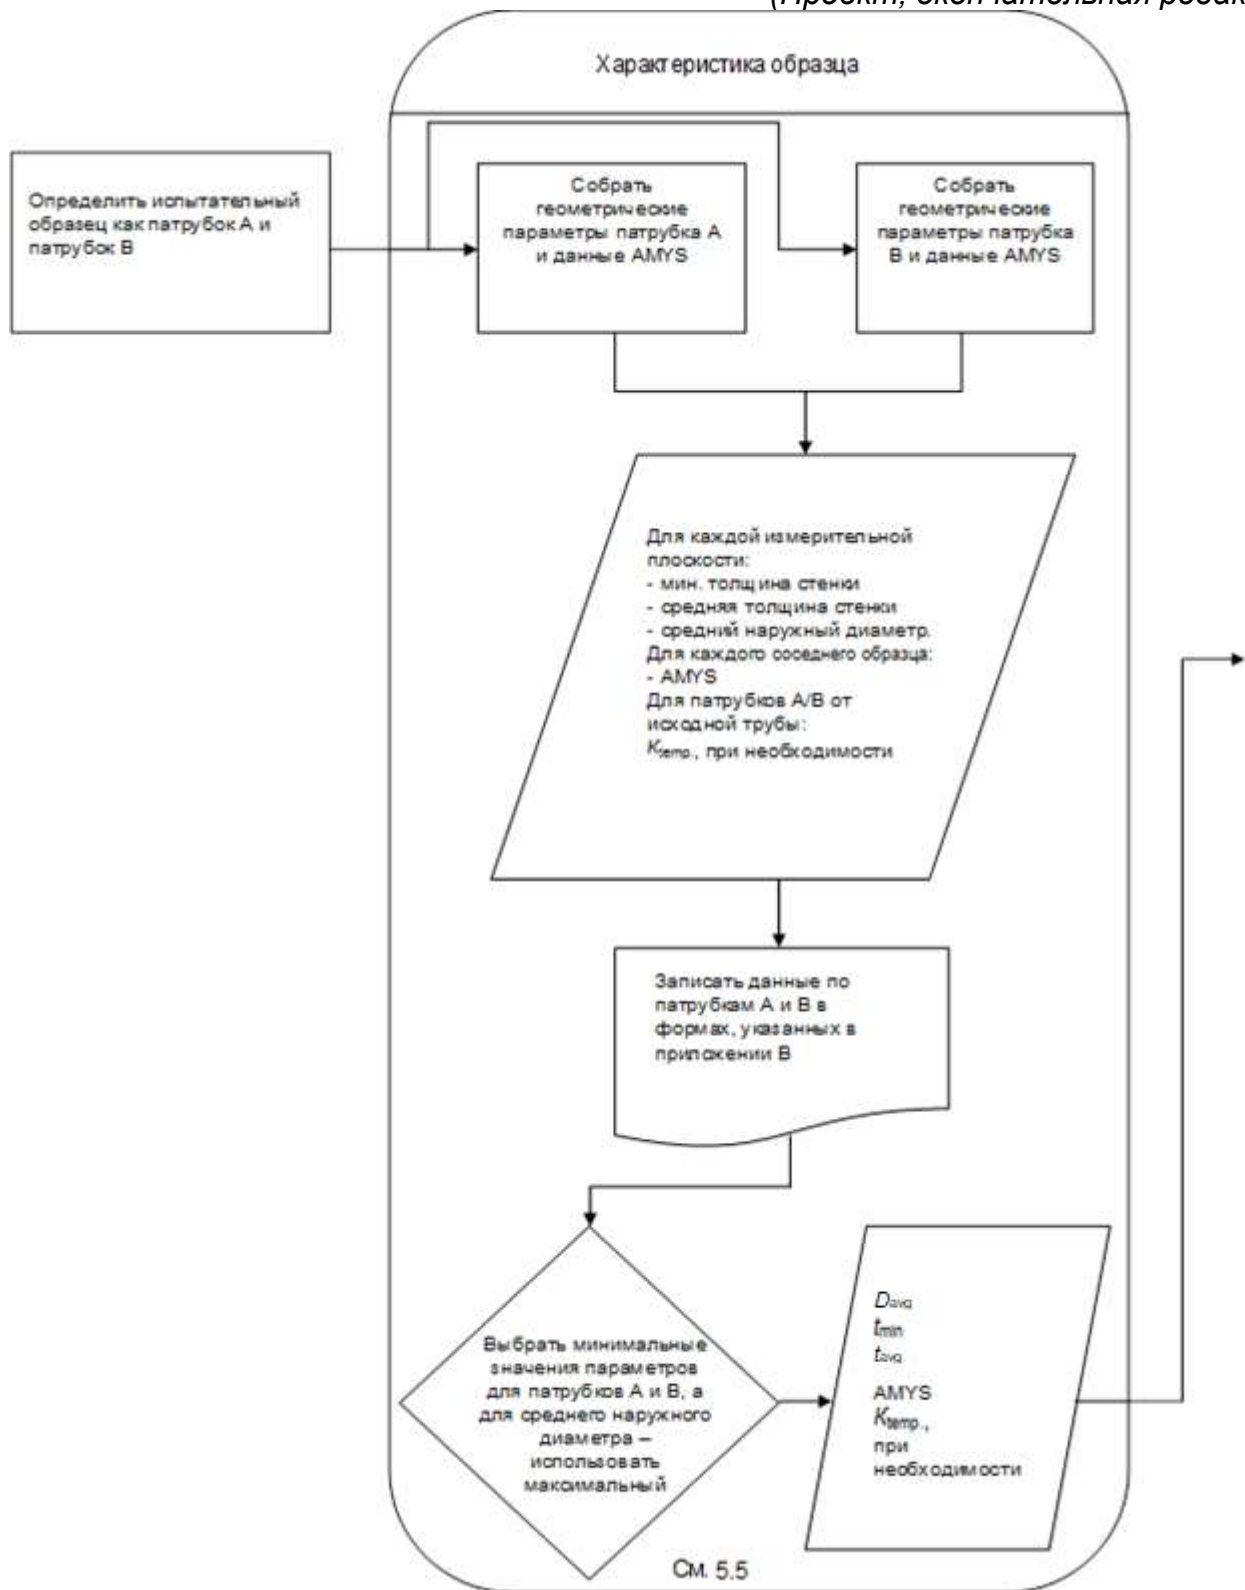 (Проект, окончательная редак
Характеристика образца
Определить испытательный
образец как патрубок А и
патрубок В
Собрать
геометрические
параметры патрубка А
и данные AMYS
Собрать
геометрические
параметры патрубка
В и данные AMYS
Для каждой измерительной
плоскости:
- мин. толщина стенки
- средняя толщина стенки
- средний наружный диаметр.
Для каждого соседнего образца:
- AMYS
Для патрубков А/В от
исходной трубы:
Ktemp., при необходимости
Записать данные по
патрубкам А и В в
формах, указанных в
приложении В
Выбрать минимальные
значения параметров
для патрубков А и В, а
для среднего наружного
диаметра –
использовать
максимальный
Davg
tmin
tavg
AMYS
Ktemp.,
при
необходимости
См. 5.5